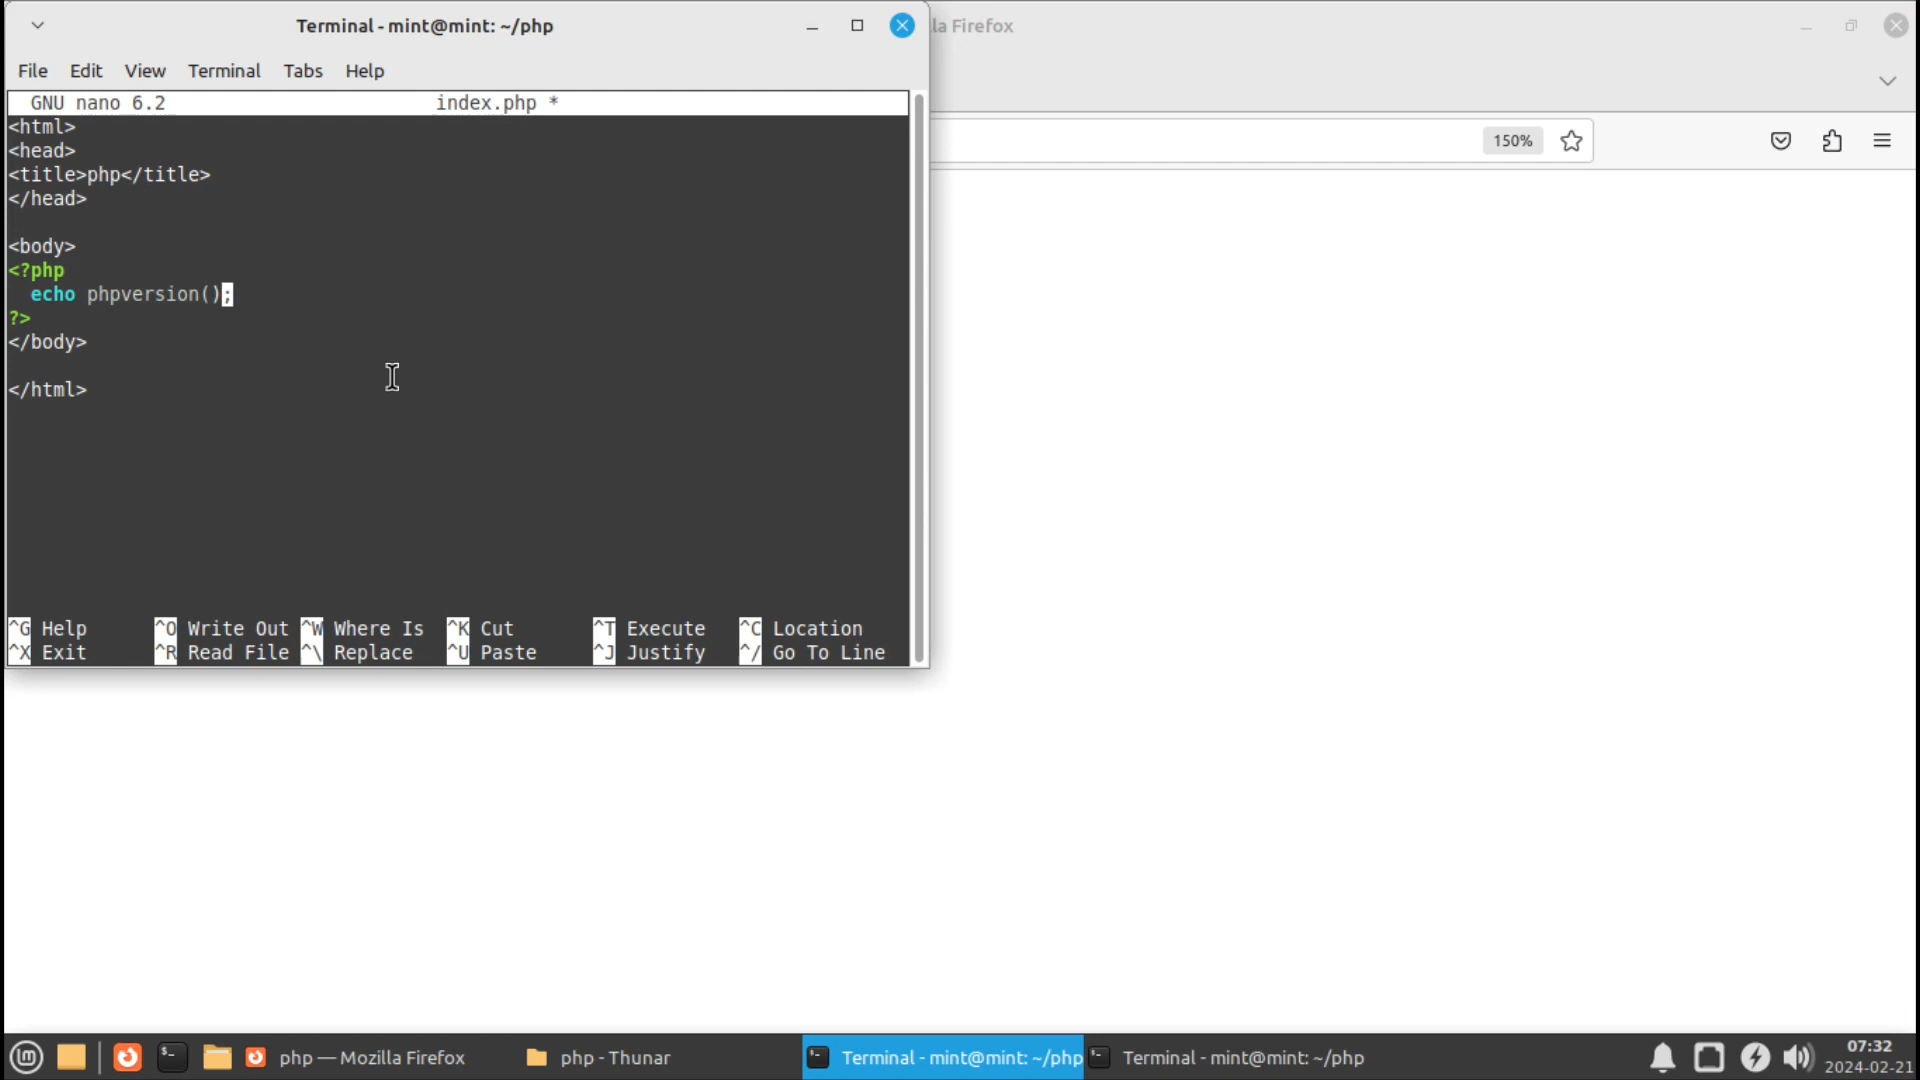 Terminal - mint@mint: ~/php
la Firefox
File Edit View Terminal Tabs Help
GNU nano 6.2 index.php *
<html>
<head>
<title>php</title>
</head>
150%
<body>
<?php
echo phpversion();
?>
</body>
</html>
^G Help ^O Write Out ^W Where Is ^K Cut ^T Execute ^C Location
^X Exit ^R Read File ^\ Replace ^U Paste ^J Justify ^/ Go To Line
php — Mozilla Firefox php - Thunar Terminal - mint@mint: ~/php Terminal - mint@mint: ~/php
07:32
2024-02-21